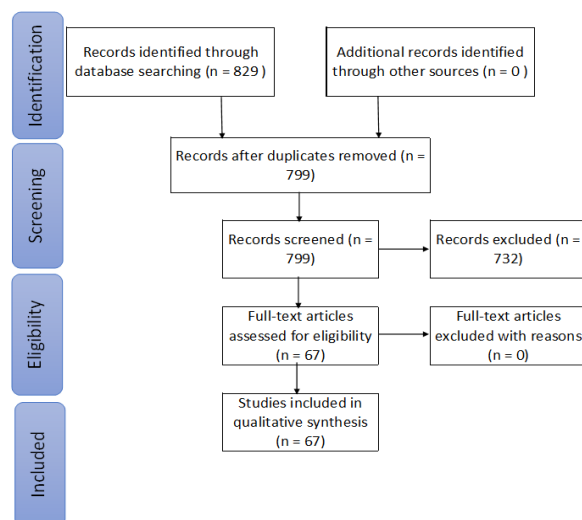 Identification
Records identified through
database searching (n = 829 )
Additional records identified
through other sources (n = 0 )
Records after duplicates removed (n =
799)
Screening
Records screened (n =
799)
Records excluded (n =
732)
Eligibility
Full-text articles
assessed for eligibility
(n = 67)
Full-text articles
excluded with reasons
(n = 0)
Included
Studies included in
qualitative synthesis
(n = 67)